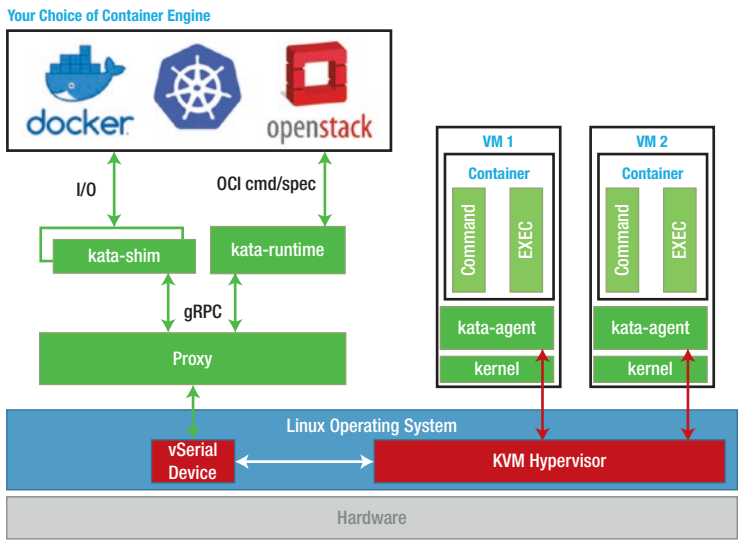 Your Choice of Container Engine
docker
openstack
I/O
OCI cmd/spec
kata-shim
kata-runtime
gRPC
Proxy
VM 1
Container
Command
EXEC
kata-agent
kernel
VM 2
Container
Command
EXEC
kata-agent
kernel
Linux Operating System
vSerial
Device
KVM Hypervisor
Hardware